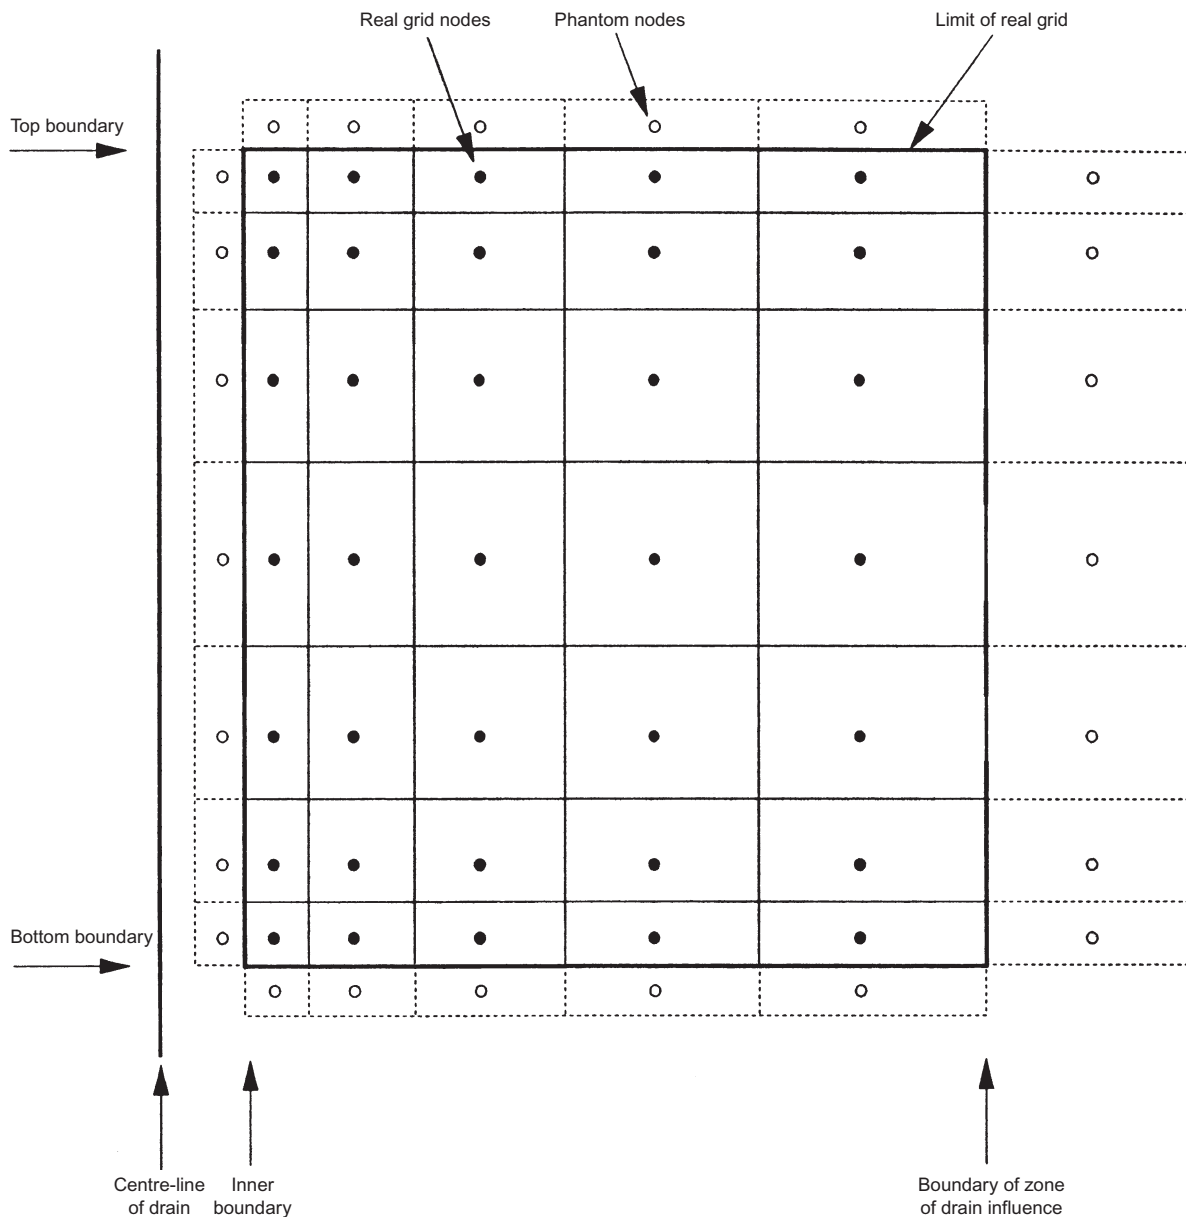 Real grid nodes
Phantom nodes
Limit of real grid
Top boundary
Bottom boundary
Centre-line
of drain
Inner
boundary
Boundary of zone
of drain influence